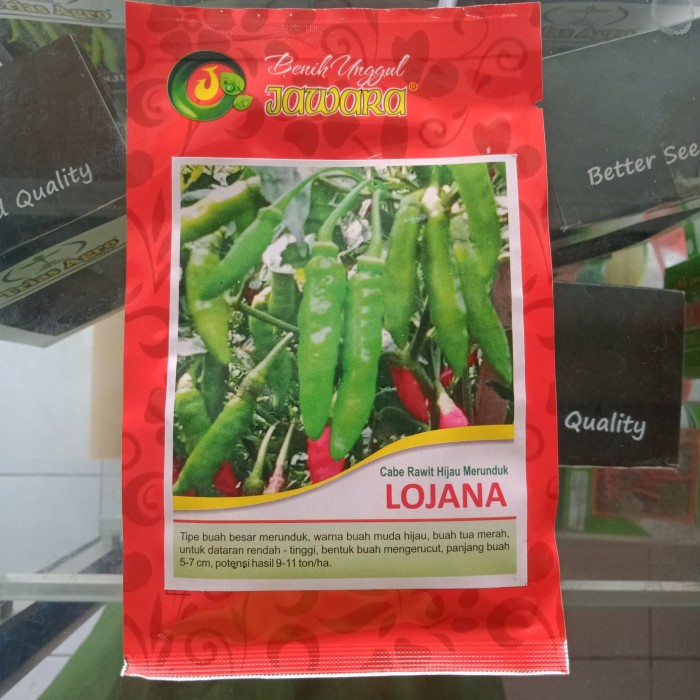 Benih Unggul
JAWARA®
Cabe Rawit Hijau Merunduk
LOJANA
Tipe buah besar merunduk, warna buah muda hijau, buah tua merah,
untuk dataran rendah - tinggi, bentuk buah mengerucut, panjang buah
5-7 cm, potensi hasil 9-11 ton/ha.
Quality
Agro
Better See
Quality